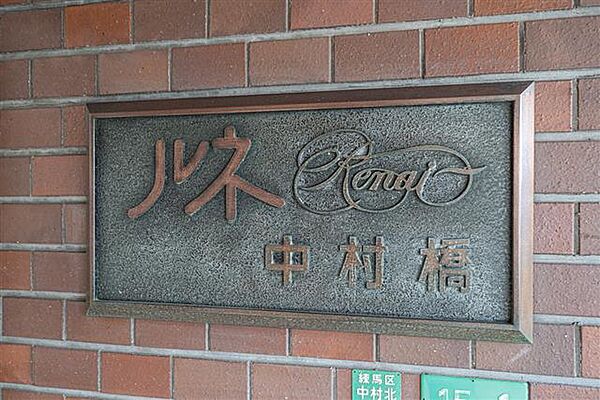 ルネ Renai
中村橋
練馬区
中村北